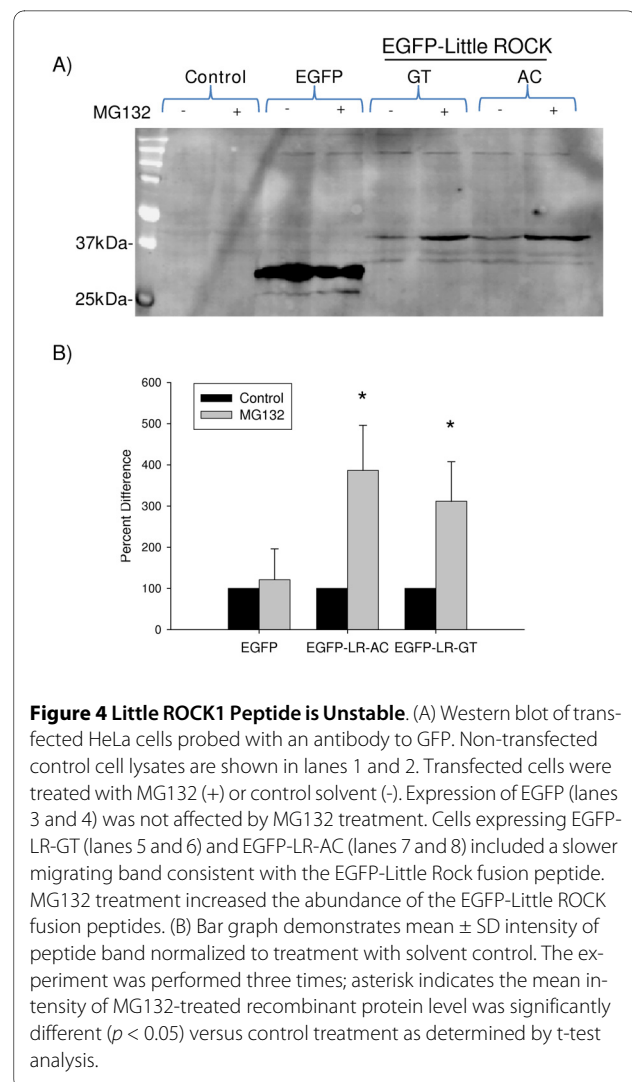 EGFP-Little ROCK
A)
Control EGFP GT AC
MG132 - + - + - + - +
37kDa-
25kDa-
B)
600
500
400
300
200
100
0
Percent Difference
Control
MG132
*
*
EGFP EGFP-LR-AC EGFP-LR-GT
Figure 4 Little ROCK1 Peptide is Unstable. (A) Western blot of trans-
fected HeLa cells probed with an antibody to GFP. Non-transfected
control cell lysates are shown in lanes 1 and 2. Transfected cells were
treated with MG132 (+) or control solvent (-). Expression of EGFP (lanes
3 and 4) was not affected by MG132 treatment. Cells expressing EGFP-
LR-GT (lanes 5 and 6) and EGFP-LR-AC (lanes 7 and 8) included a slower
migrating band consistent with the EGFP-Little Rock fusion peptide.
MG132 treatment increased the abundance of the EGFP-Little ROCK
fusion peptides. (B) Bar graph demonstrates mean ± SD intensity of
peptide band normalized to treatment with solvent control. The ex-
periment was performed three times; asterisk indicates the mean in-
tensity of MG132-treated recombinant protein level was significantly
different (p < 0.05) versus control treatment as determined by t-test
analysis.